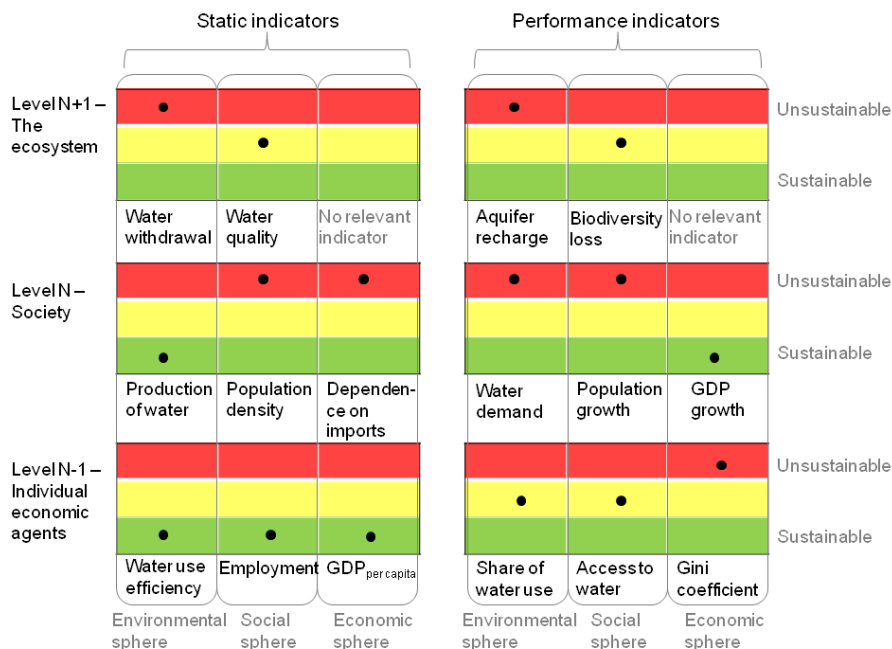 Static indicators
Performance indicators
Level N+1 –
The
ecosystem
Unsustainable
Sustainable
Water
withdrawal
Water
quality
No relevant
indicator
Aquifer
recharge
Biodiversity
loss
No relevant
indicator
Level N –
Society
Unsustainable
Sustainable
Production
of water
Population
density
Dependen-
ce on
imports
Water
demand
Population
growth
GDP
growth
Level N-1 –
Individual
economic
agents
Unsustainable
Sustainable
Water use
efficiency
Employment
GDP per capita
Share of
water use
Access to
water
Gini
coefficient
Environmental
sphere
Social
sphere
Economic
sphere
Environmental
sphere
Social
sphere
Economic
sphere